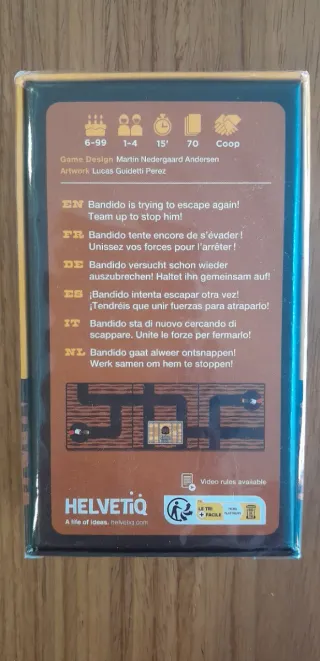 6-99 1-4 15' 70 Coop
Game Design Martin Nedergaard Andersen
Artwork Lucas Guidetti Perez
EN Bandido is trying to escape again!
Team up to stop him!
FR Bandido tente encore de s'évader !
Unissez vos forces pour l'arrêter !
DE Bandido versucht schon wieder
auszubrechen! Haltet ihn gemeinsam auf!
ES ¡Bandido intenta escapar otra vez!
¡Tendréis que unir fuerzas para atraparlo!
IT Bandido sta di nuovo cercando di
scappare. Unite le forze per fermarlo!
NL Bandido gaat alweer ontsnappen!
Werk samen om hem te stoppen!
Video rules available
HELVETIQ
A life of ideas. helvetiq.com
LE TRI
+ FACILE